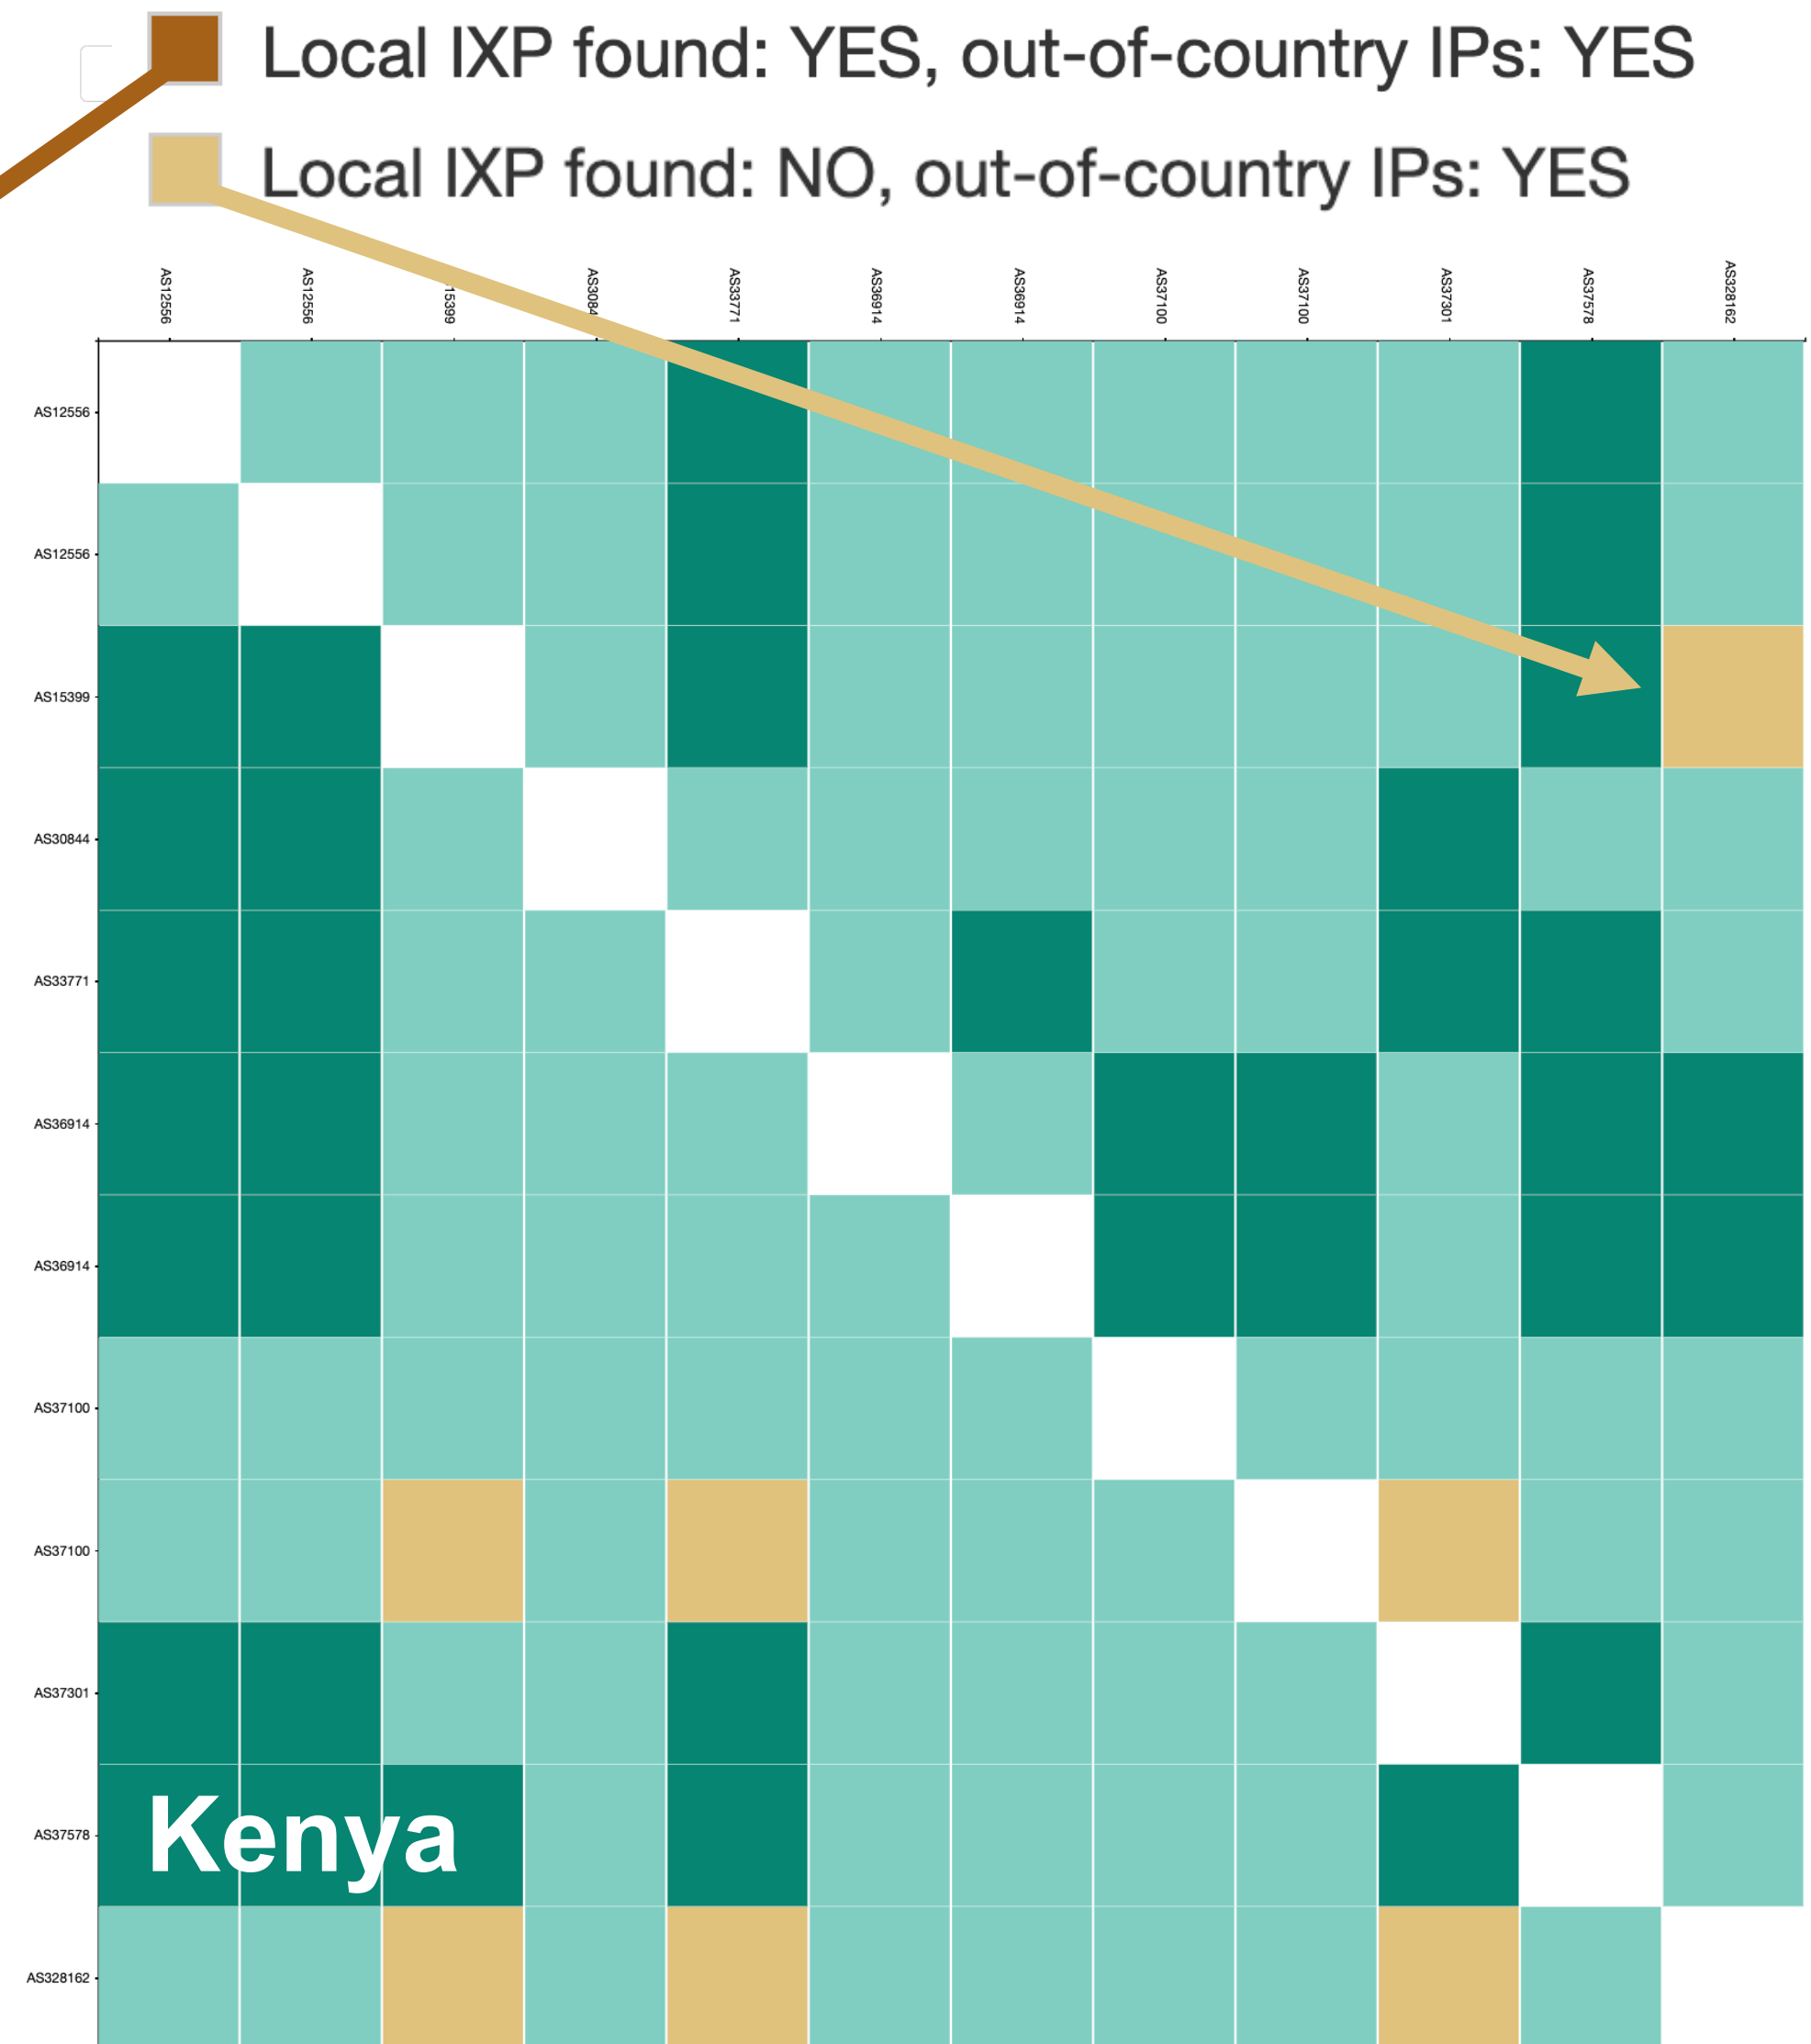 Local IXP found: YES, out-of-country IPs: YES
Local IXP found: NO, out-of-country IPs: YES
AS12556
AS12556
15399
AS3084
AS33771
AS36914
AS36914
AS37100
AS37100
AS37301
AS37578
AS328162
AS12556
AS12556
AS15399
AS30844
AS33771
AS36914
AS36914
AS37100
AS37100
AS37301
AS37578
Kenya
AS328162